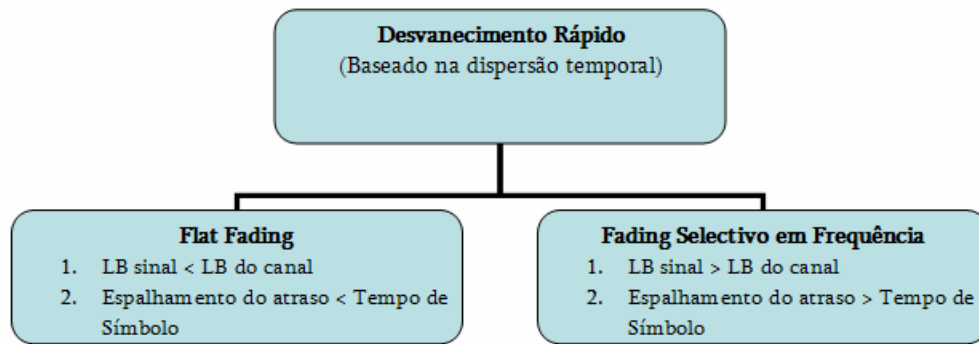 Desvanecimento Rápido
(Baseado na dispersão temporal)
Flat Fading
1. LB sinal < LB do canal
2. Espalhamento do atraso < Tempo de
Símbolo
Fading Selectivo em Frequência
1. LB sinal > LB do canal
2. Espalhamento do atraso > Tempo de
Símbolo